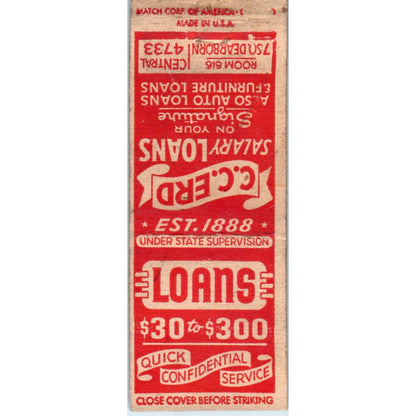 MATCH CORP. OF AMERICA
MADE IN U.S.A.
C.C. ERD
SALARY LOANS
ON YOUR
Signature
ALSO AUTO LOANS
& FURNITURE LOANS
ROOM 616
7 SO. DEARBORN
CENTRAL
4733
★ EST. 1888 ★
UNDER STATE SUPERVISION
LOANS
$30 to $300
QUICK
CONFIDENTIAL
SERVICE
CLOSE COVER BEFORE STRIKING